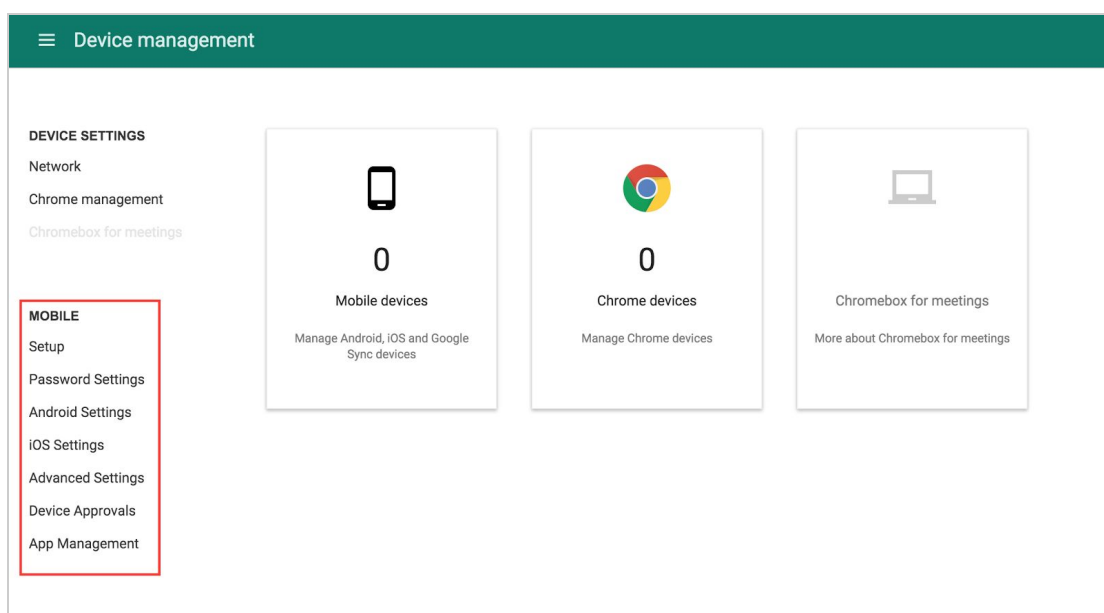 Device management
DEVICE SETTINGS
Network
Chrome management
Chromebox for meetings
MOBILE
Setup
Password Settings
Android Settings
iOS Settings
Advanced Settings
Device Approvals
App Management
0
Mobile devices
Manage Android, iOS and Google
Sync devices
0
Chrome devices
Manage Chrome devices
Chromebox for meetings
More about Chromebox for meetings